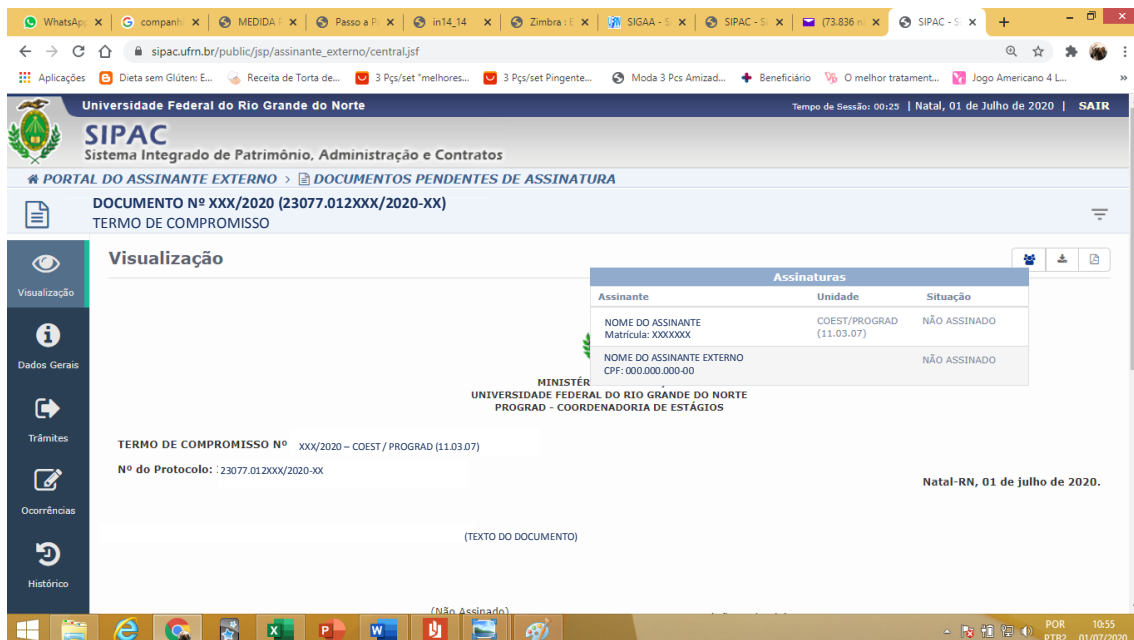 WhatsAp
companh
MEDIDA
Passo a P
in14_14
Zimbra : E
SIGAA - S
SIPAC - S
(73.836 n
SIPAC - S
sipac.ufrn.br/public/jsp/assinante_externo/central.jsf
Aplicações
Dieta sem Glúten: E...
Receita de Torta de...
3 Pçs/set "melhores...
3 Pçs/set Pingente...
Moda 3 Pcs Amizad...
Beneficiário
O melhor tratament...
Jogo Americano 4 L...
»
Universidade Federal do Rio Grande do Norte
Tempo de Sessão: 00:25 | Natal, 01 de Julho de 2020 | SAIR
SIPAC
Sistema Integrado de Patrimônio, Administração e Contratos
PORTAL DO ASSINANTE EXTERNO > DOCUMENTOS PENDENTES DE ASSINATURA
DOCUMENTO Nº XXX/2020 (23077.012XXX/2020-XX)
TERMO DE COMPROMISSO
Visualização
Visualização
Dados Gerais
Trâmites
Ocorrências
Histórico
Assinaturas
Assinante Unidade Situação
NOME DO ASSINANTE COEST/PROGRAD NÃO ASSINADO
Matrícula: XXXXXXX (11.03.07)
NOME DO ASSINANTE EXTERNO NÃO ASSINADO
CPF: 000.000.000-00
MINISTÉR
UNIVERSIDADE FEDERAL DO RIO GRANDE DO NORTE
PROGRAD - COORDENADORIA DE ESTÁGIOS
TERMO DE COMPROMISSO Nº XXX/2020 – COEST / PROGRAD (11.03.07)
Nº do Protocolo: 23077.012XXX/2020-XX
Natal-RN, 01 de julho de 2020.
(TEXTO DO DOCUMENTO)
(Não Assinado)
POR 10:55
PTB2 01/07/2020